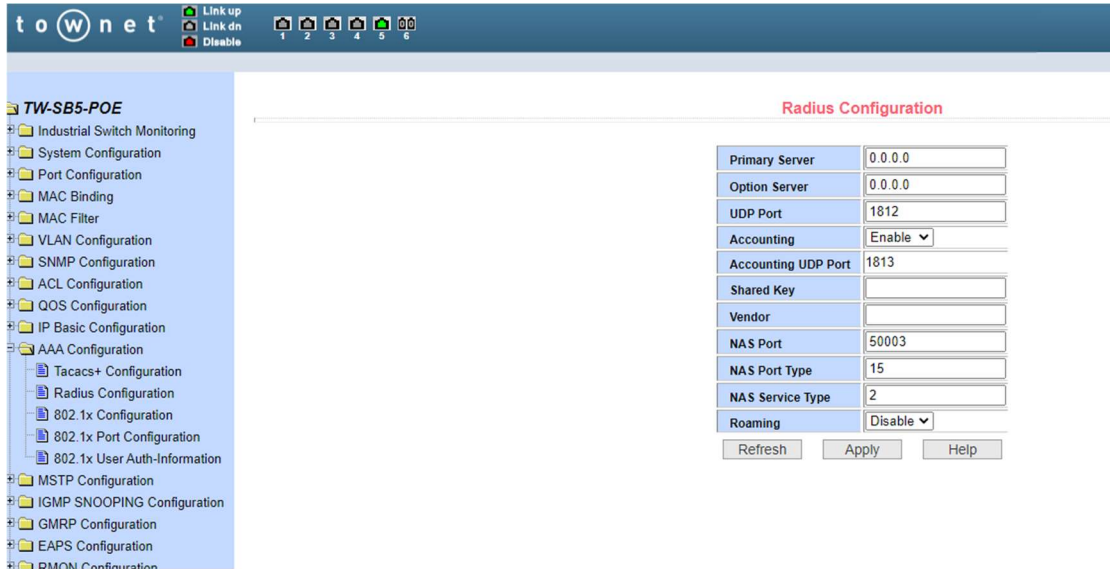 townet
Link up
Link dn
Disable
1 2 3 4 5 6
TW-SB5-POE
Industrial Switch Monitoring
System Configuration
Port Configuration
MAC Binding
MAC Filter
VLAN Configuration
SNMP Configuration
ACL Configuration
QOS Configuration
IP Basic Configuration
AAA Configuration
Tacacs+ Configuration
Radius Configuration
802.1x Configuration
802.1x Port Configuration
802.1x User Auth-Information
MSTP Configuration
IGMP SNOOPING Configuration
GMRP Configuration
EAPS Configuration
RMON Configuration
Radius Configuration
Primary Server 0.0.0.0
Option Server 0.0.0.0
UDP Port 1812
Accounting Enable
Accounting UDP Port 1813
Shared Key
Vendor
NAS Port 50003
NAS Port Type 15
NAS Service Type 2
Roaming Disable
Refresh Apply Help